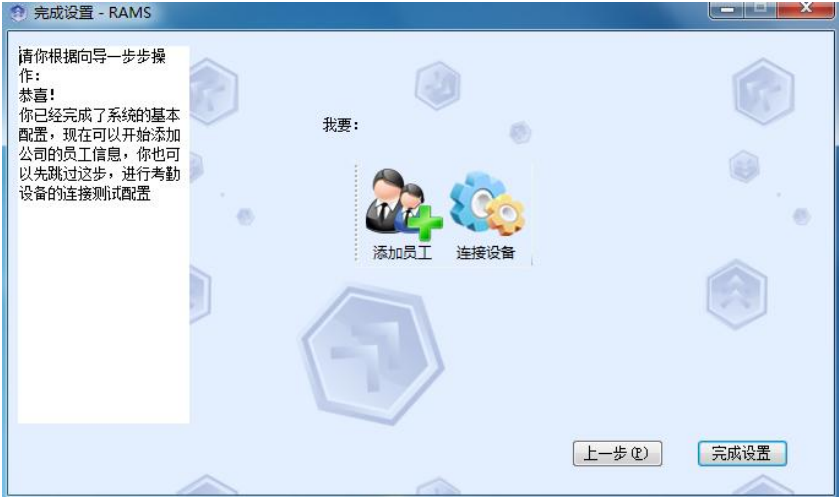 完成设置 - RAMS
请你根据向导一步步操
作：
恭喜！
你已经完成了系统的基本
配置，现在可以开始添加
公司的员工信息，你也可
以先跳过这步，进行考勤
设备的连接测试配置
我要：
添加员工 连接设备
上一步(P) 完成设置